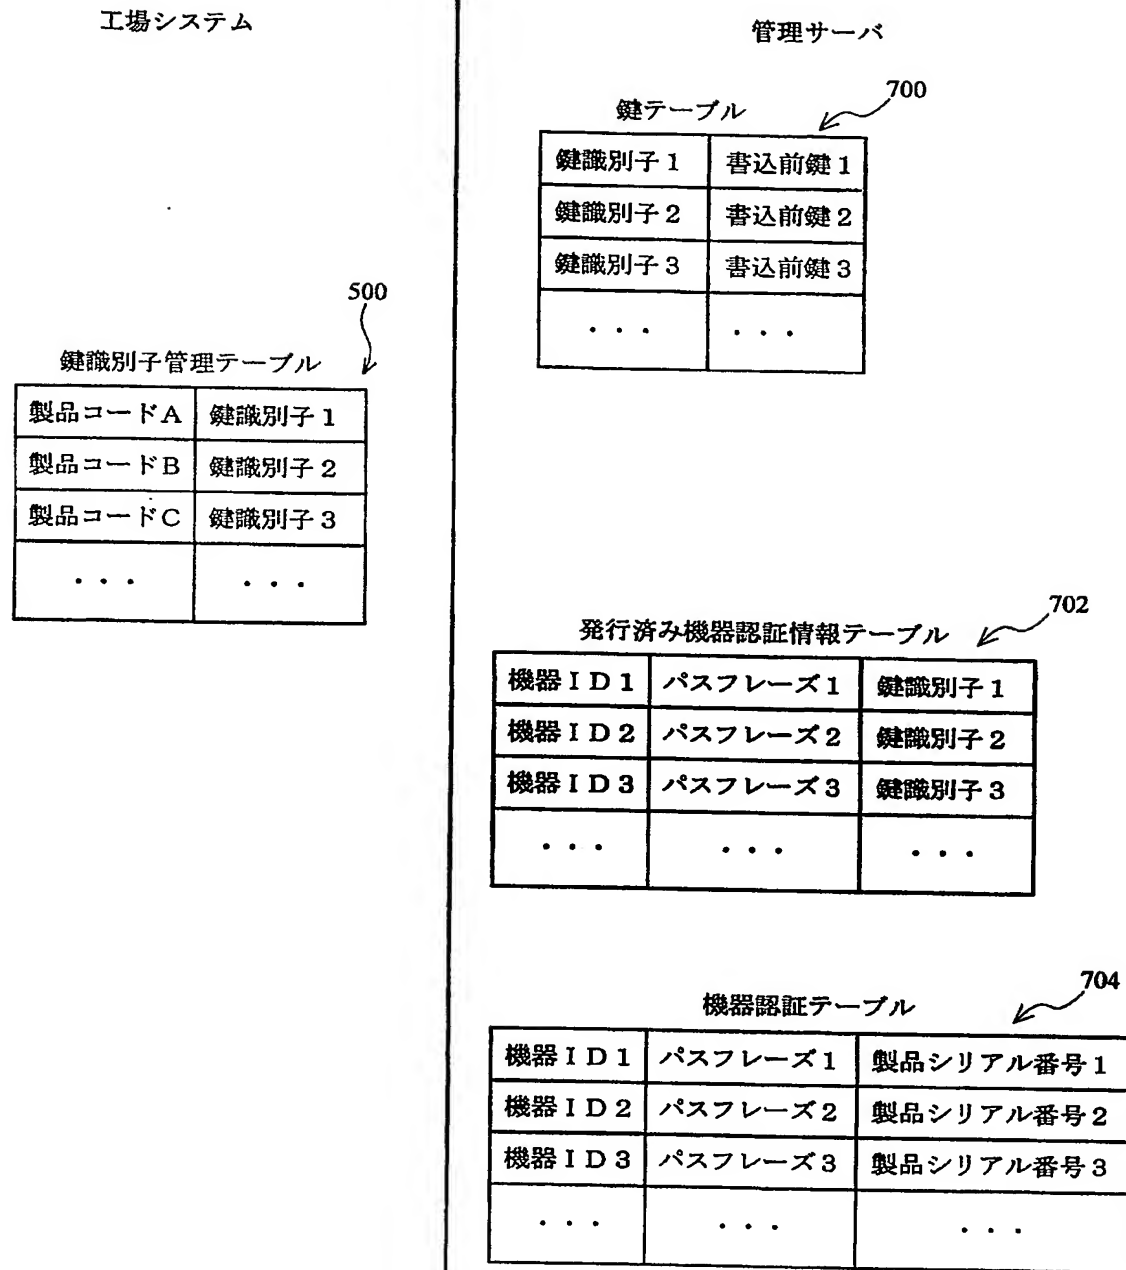 工場システム
管理サーバ
700
鍵テーブル
鍵識別子1 書込前鍵1
鍵識別子2 書込前鍵2
鍵識別子3 書込前鍵3
・・・ ・・・
500
鍵識別子管理テーブル
製品コードA 鍵識別子1
製品コードB 鍵識別子2
製品コードC 鍵識別子3
・・・ ・・・
702
発行済み機器認証情報テーブル
機器ID1 パスフレーズ1 鍵識別子1
機器ID2 パスフレーズ2 鍵識別子2
機器ID3 パスフレーズ3 鍵識別子3
・・・ ・・・ ・・・
704
機器認証テーブル
機器ID1 パスフレーズ1 製品シリアル番号1
機器ID2 パスフレーズ2 製品シリアル番号2
機器ID3 パスフレーズ3 製品シリアル番号3
・・・ ・・・ ・・・